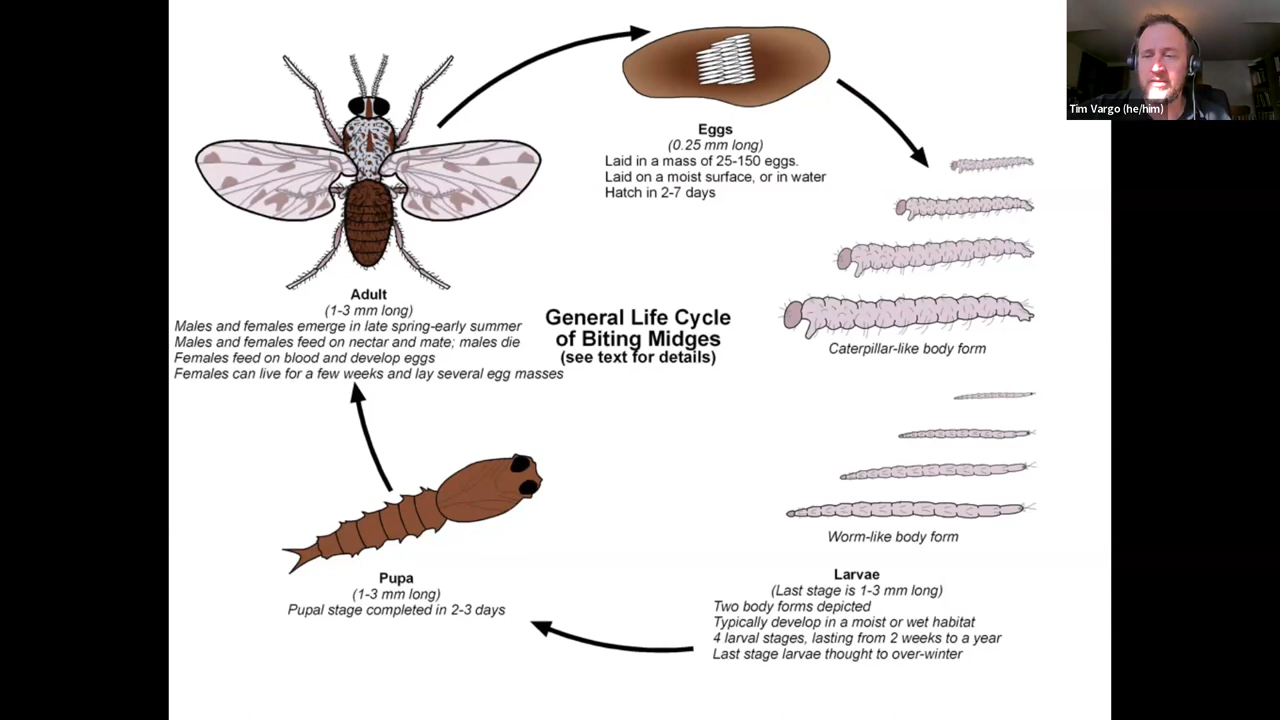 Tim Vargo (he/him)
Eggs
(0.25 mm long)
Laid in a mass of 25-150 eggs.
Laid on a moist surface, or in water
Hatch in 2-7 days
Adult
(1-3 mm long)
Males and females emerge in late spring-early summer
Males and females feed on nectar and mate; males die
Females feed on blood and develop eggs
Females can live for a few weeks and lay several egg masses
General Life Cycle
of Biting Midges
(see text for details)
Caterpillar-like body form
Worm-like body form
Larvae
(Last stage is 1-3 mm long)
Two body forms depicted
Typically develop in a moist or wet habitat
4 larval stages, lasting from 2 weeks to a year
Last stage larvae thought to over-winter
Pupa
(1-3 mm long)
Pupal stage completed in 2-3 days